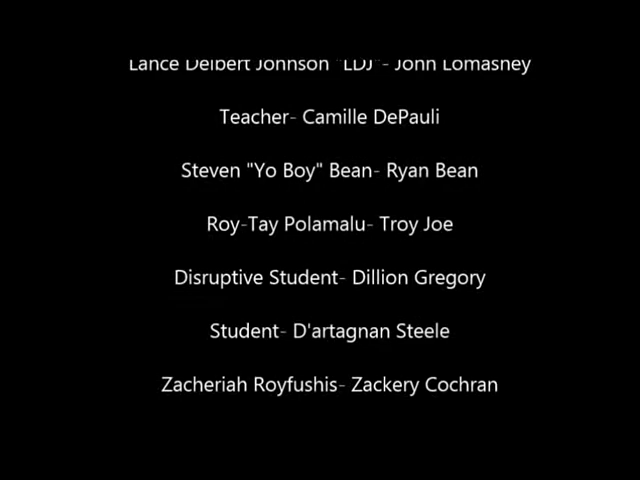 Lance Delbert Johnson "LDJ"- John Lomasney
Teacher- Camille DePauli
Steven "Yo Boy" Bean- Ryan Bean
Roy-Tay Polamalu- Troy Joe
Disruptive Student- Dillion Gregory
Student- D'artagnan Steele
Zacheriah Royfushis- Zackery Cochran